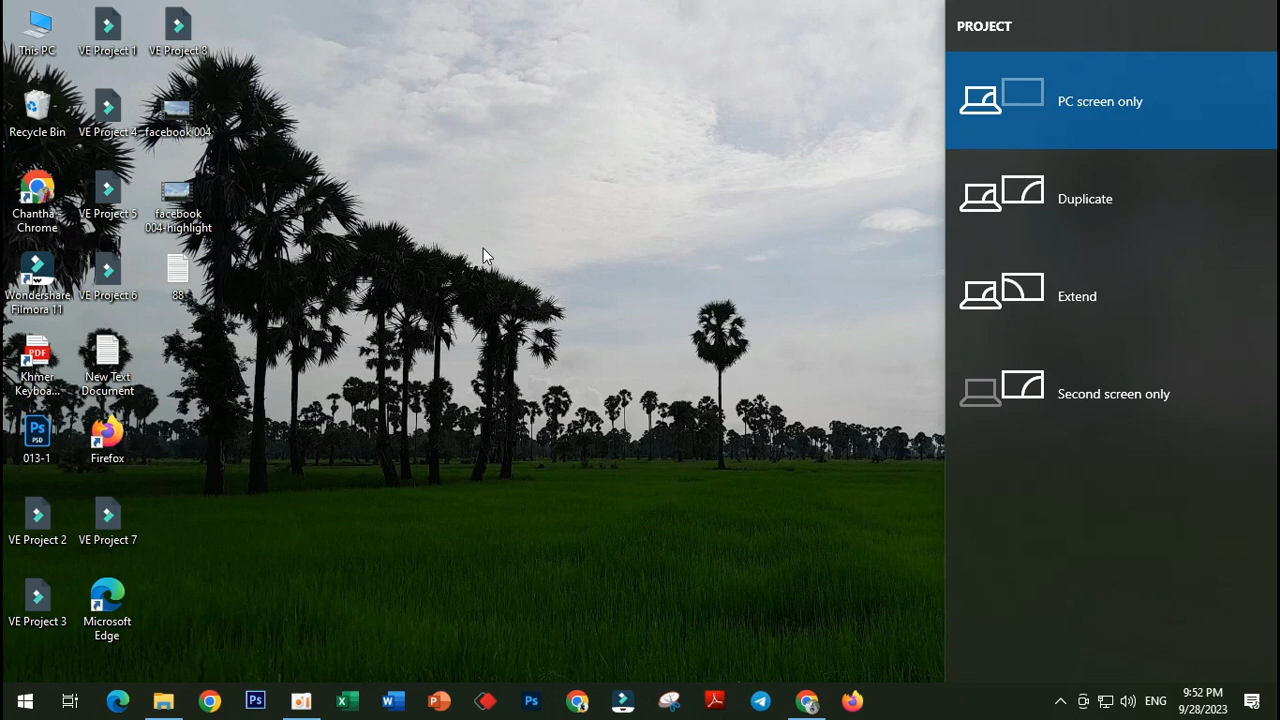 This PC
VE Project 1
VE Project 8
Recycle Bin
VE Project 4
facebook 004
Chantha - Chrome
VE Project 5
facebook 004-highlight
Wondershare Filmora 11
VE Project 6
88
PDF
Khmer Keyboa...
New Text Document
Ps
PSD
013-1
Firefox
VE Project 2
VE Project 7
VE Project 3
Microsoft Edge
PROJECT
PC screen only
Duplicate
Extend
Second screen only
ENG
9:52 PM
9/28/2023